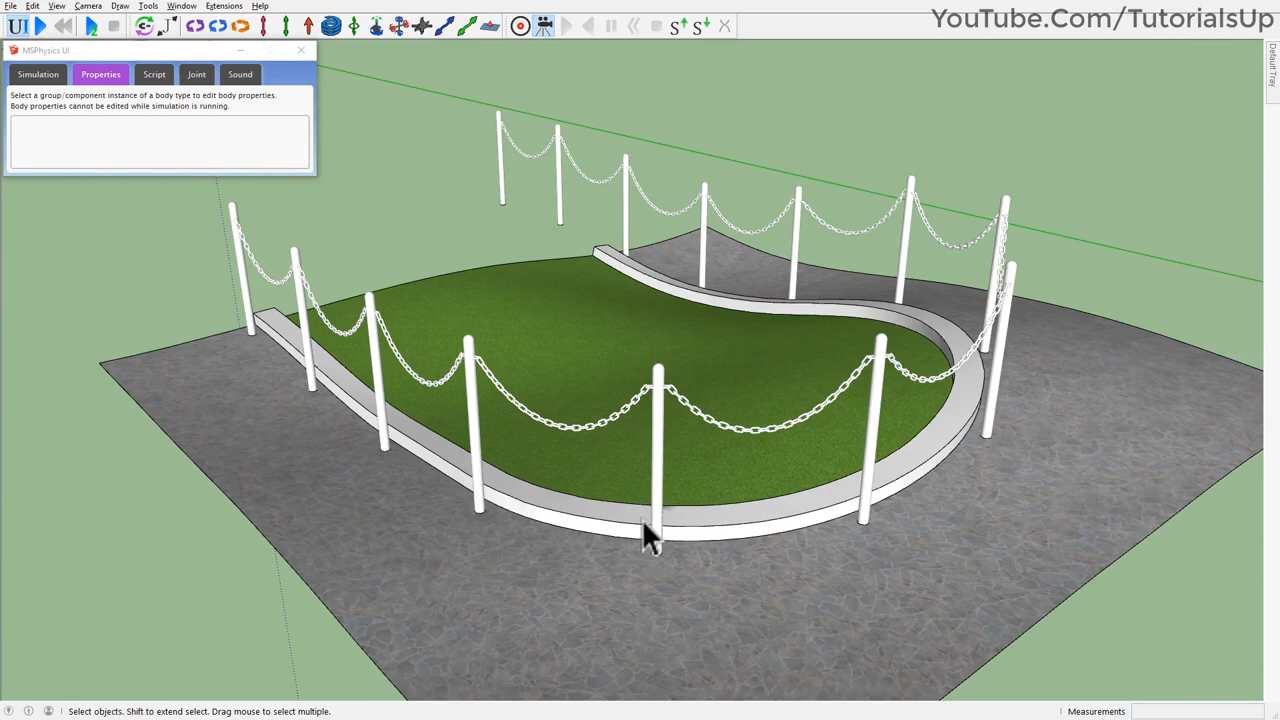 File Edit View Camera Draw Tools Window Extensions Help
YouTube.Com/TutorialsUp
UI
MSPhysics UI
Simulation Properties Script Joint Sound
Select a group/component instance of a body type to edit body properties.
Body properties cannot be edited while simulation is running.
Default Tray
Select objects. Shift to extend select. Drag mouse to select multiple.
Measurements